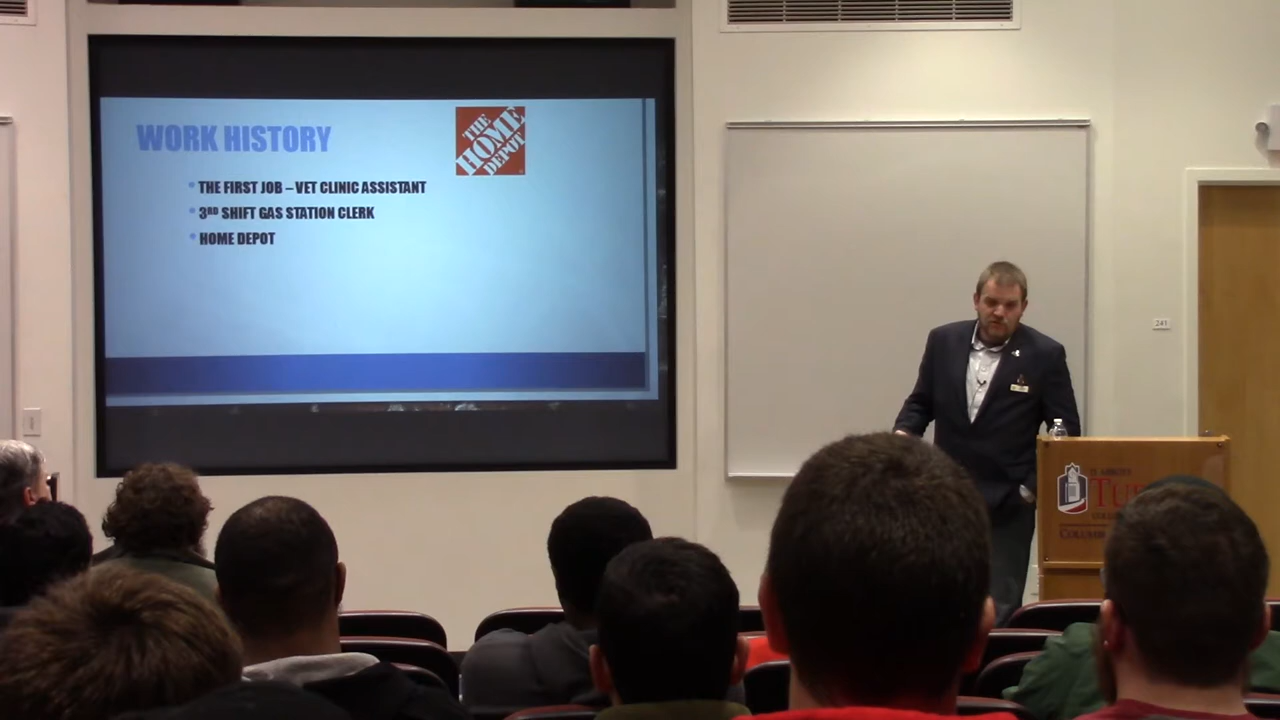 WORK HISTORY
THE HOME DEPOT
THE FIRST JOB – VET CLINIC ASSISTANT
3RD SHIFT GAS STATION CLERK
HOME DEPOT
241